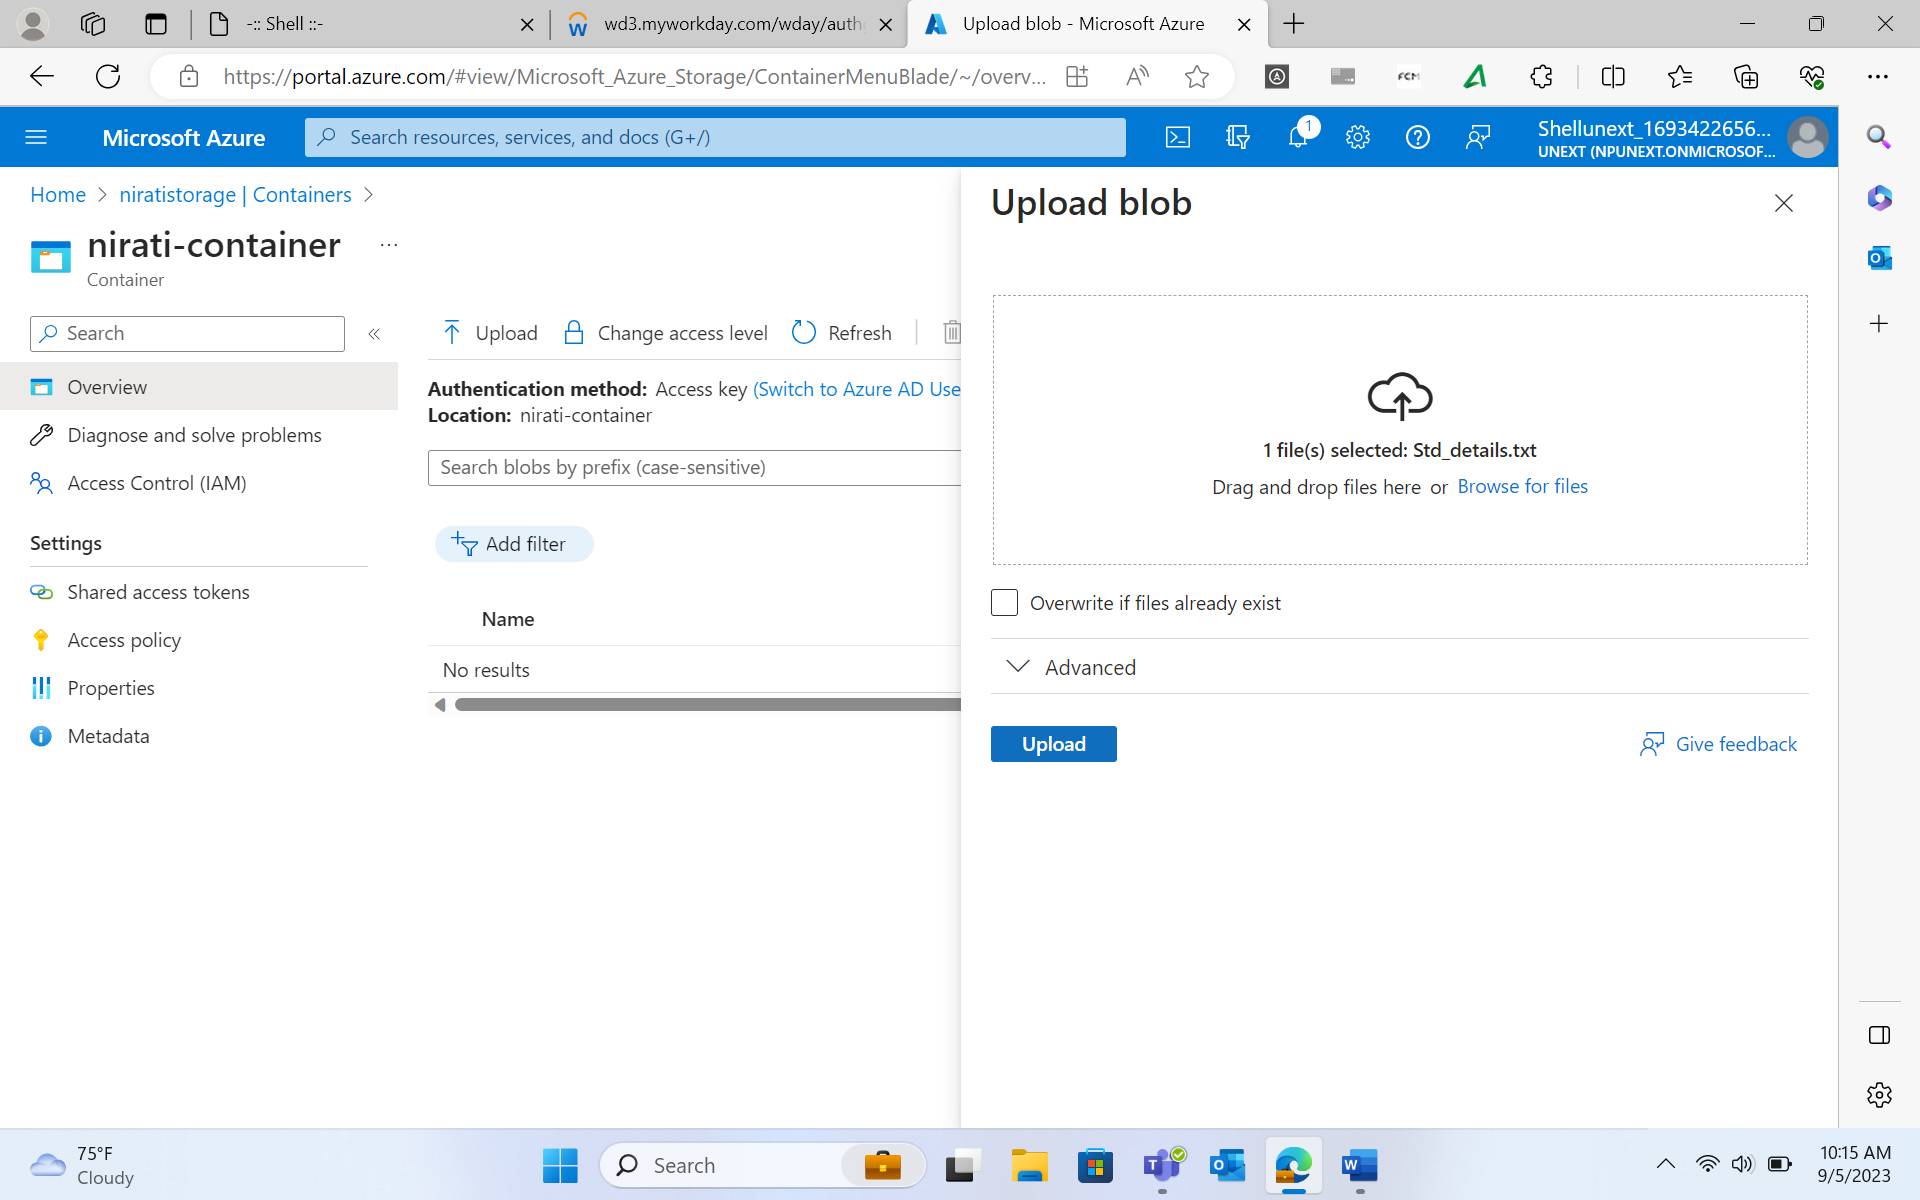 -:: Shell ::-
wd3.myworkday.com/wday/auth
Upload blob - Microsoft Azure
https://portal.azure.com/#view/Microsoft_Azure_Storage/ContainerMenuBlade/~/overv...
Microsoft Azure
Search resources, services, and docs (G+/)
1
Shellunext_1693422656...
UNEXT (NPUNEXT.ONMICROSOF...
Home > niratistorage | Containers >
nirati-container ...
Container
Search
Overview
Diagnose and solve problems
Access Control (IAM)
Settings
Shared access tokens
Access policy
Properties
Metadata
Upload
Change access level
Refresh
Authentication method: Access key (Switch to Azure AD Use
Location: nirati-container
Search blobs by prefix (case-sensitive)
Add filter
Name
No results
Upload blob
1 file(s) selected: Std_details.txt
Drag and drop files here or Browse for files
Overwrite if files already exist
Advanced
Upload
Give feedback
75°F
Cloudy
Search
10:15 AM
9/5/2023